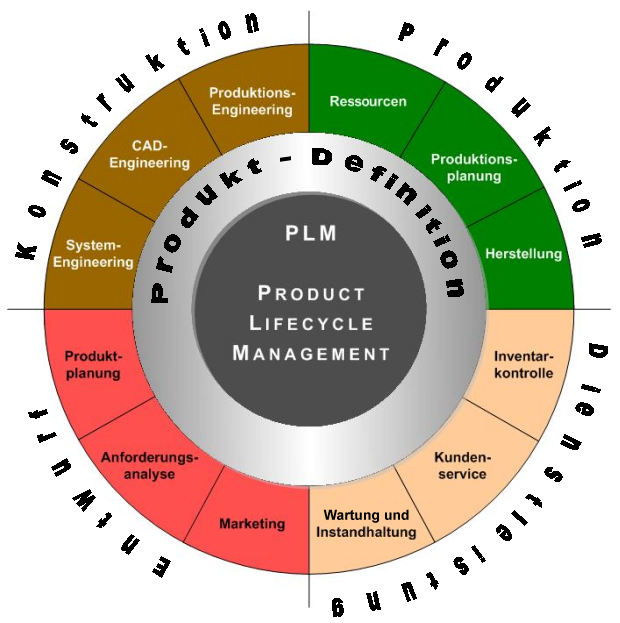 Konstruktion
Produktion
Produktions-
Engineering
Ressourcen
CAD-
Engineering
Produktions-
planung
System-
Engineering
Herstellung
Produkt - Definition
PLM
PRODUCT
LIFECYCLE
MANAGEMENT
Produkt-
planung
Inventar-
kontrolle
Anforderungs-
analyse
Kunden-
service
Marketing
Wartung und
Instandhaltung
Entwurf
Dienstleistung